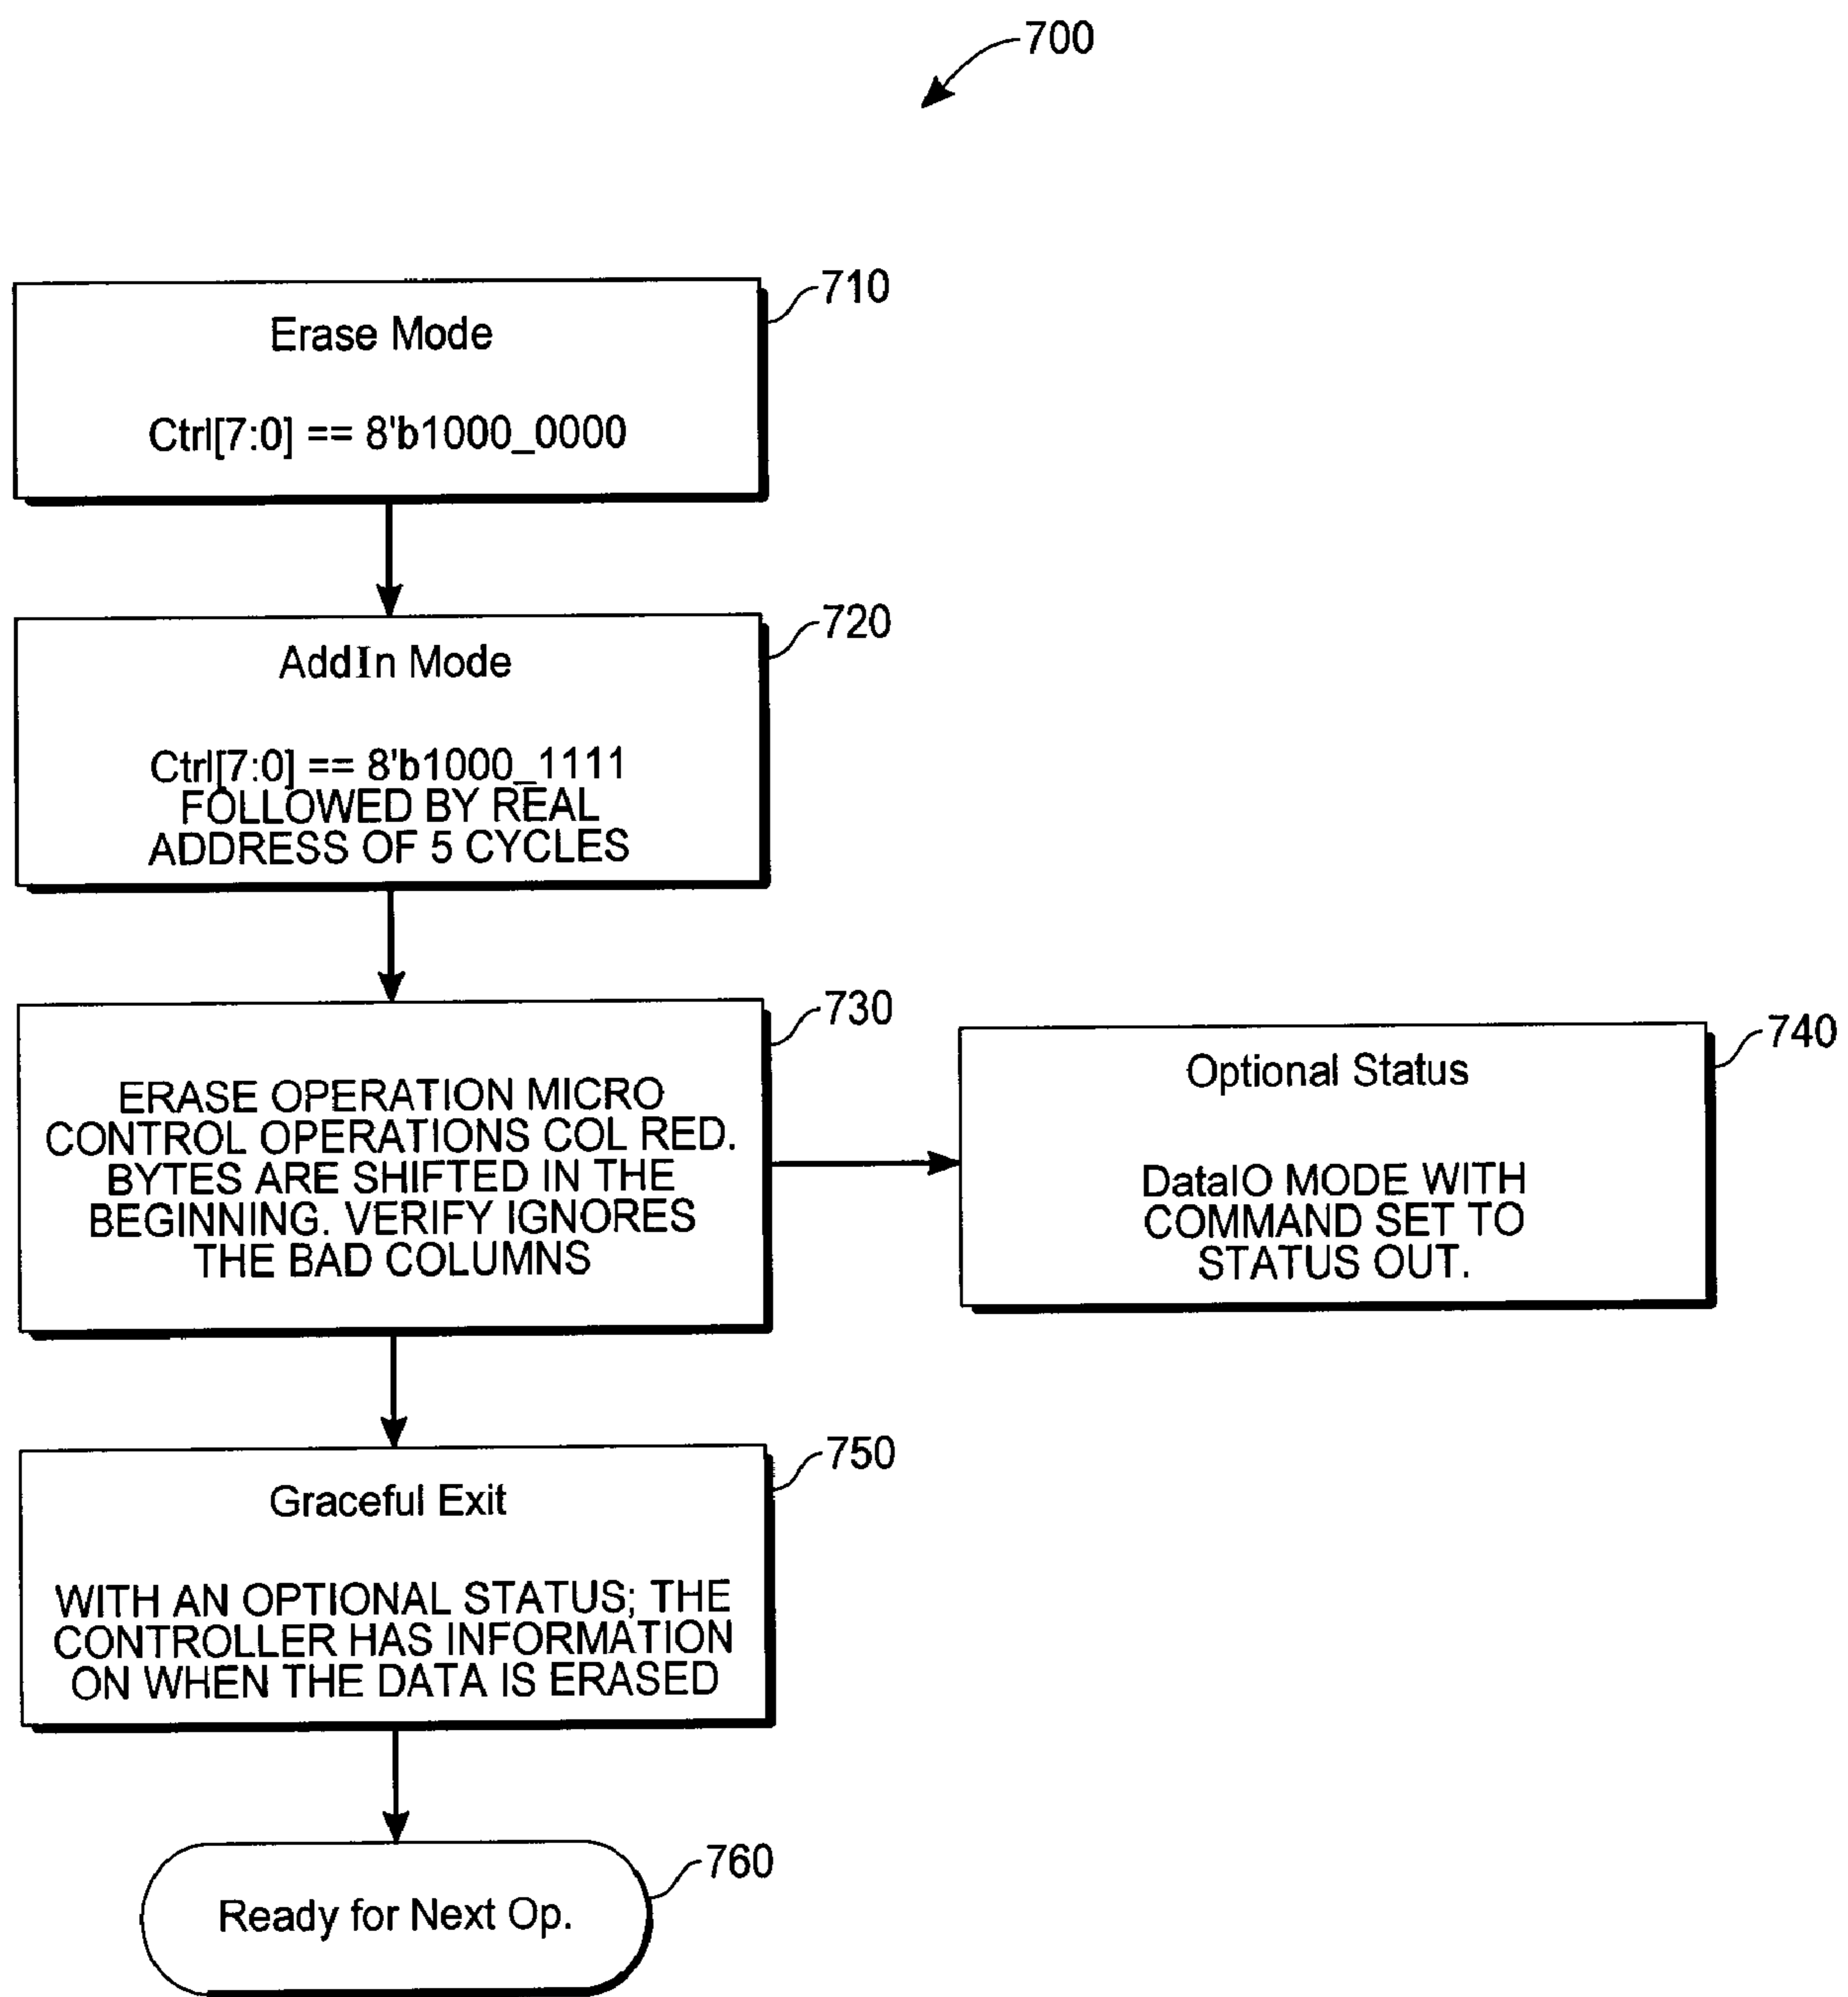 700
710
Erase Mode
Ctrl[7:0] == 8'b1000_0000
720
AddIn Mode
Ctrl[7:0] == 8'b1000_1111
FOLLOWED BY REAL
ADDRESS OF 5 CYCLES
730
ERASE OPERATION MICRO
CONTROL OPERATIONS COL RED.
BYTES ARE SHIFTED IN THE
BEGINNING. VERIFY IGNORES
THE BAD COLUMNS
740
Optional Status
DataIO MODE WITH
COMMAND SET TO
STATUS OUT.
750
Graceful Exit
WITH AN OPTIONAL STATUS; THE
CONTROLLER HAS INFORMATION
ON WHEN THE DATA IS ERASED
760
Ready for Next Op.